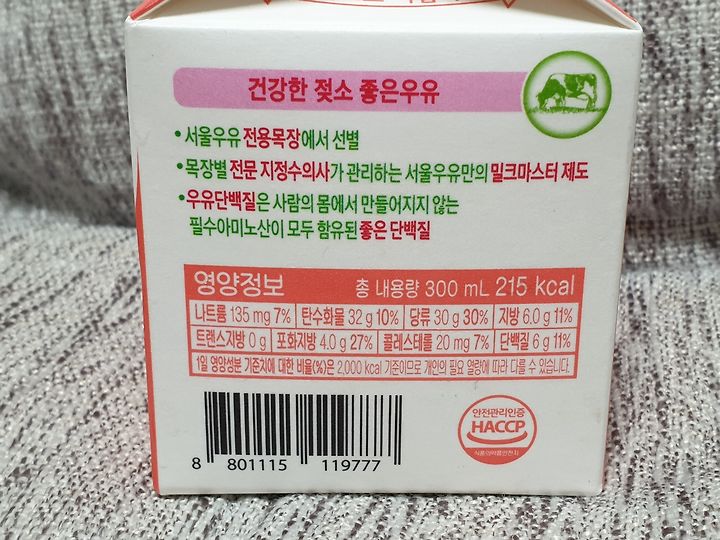 건강한 젖소 좋은우유
•서울우유 전용목장에서 선별
•목장별 전문 지정수의사가 관리하는 서울우유만의 밀크마스터 제도
•우유단백질은 사람의 몸에서 만들어지지 않는
필수아미노산이 모두 함유된 좋은 단백질
영양정보 총 내용량 300 mL 215 kcal
나트륨 135 mg 7% 탄수화물 32 g 10% 당류 30 g 30% 지방 6.0 g 11%
트랜스지방 0 g 포화지방 4.0 g 27% 콜레스테롤 20 mg 7% 단백질 6 g 11%
1일 영양성분 기준치에 대한 비율(%)은 2,000 kcal 기준이므로 개인의 필요 열량에 따라 다를 수 있습니다.
안전관리인증
HACCP
식품의약품안전처
8 801115 119777